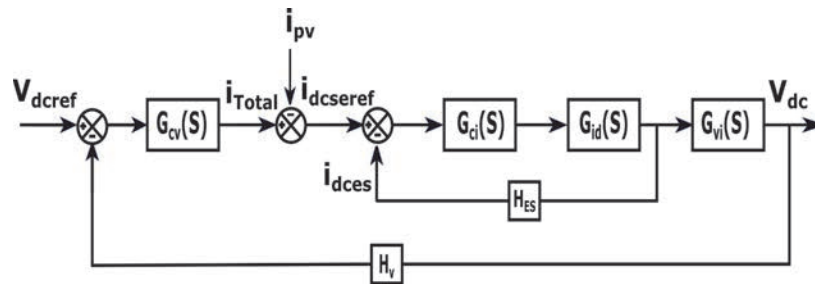 i_pv
V_dcref
i_Total
i_dcseref
V_dc
G_cv(S)
G_ci(S)
G_id(S)
G_vi(S)
+
-
-
+
+
-
i_dces
H_ES
H_v